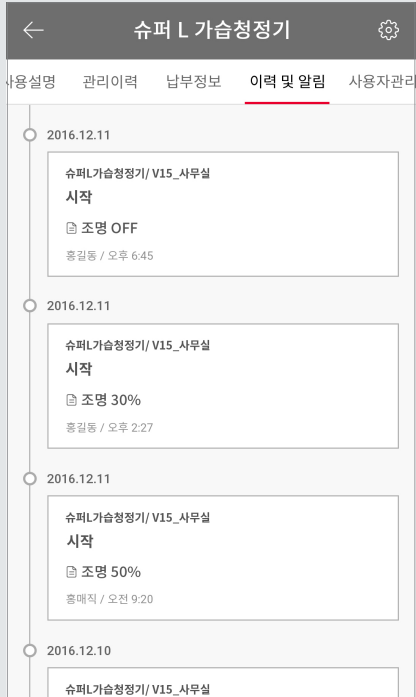 슈퍼 L 가습청정기
사용설명 관리이력 납부정보 이력 및 알림 사용자관리
2016.12.11
슈퍼L가습청정기/ V15_사무실
시작
조명 OFF
홍길동 / 오후 6:45
2016.12.11
슈퍼L가습청정기/ V15_사무실
시작
조명 30%
홍길동 / 오후 2:27
2016.12.11
슈퍼L가습청정기/ V15_사무실
시작
조명 50%
홍매직 / 오전 9:20
2016.12.10
슈퍼L가습청정기/ V15_사무실